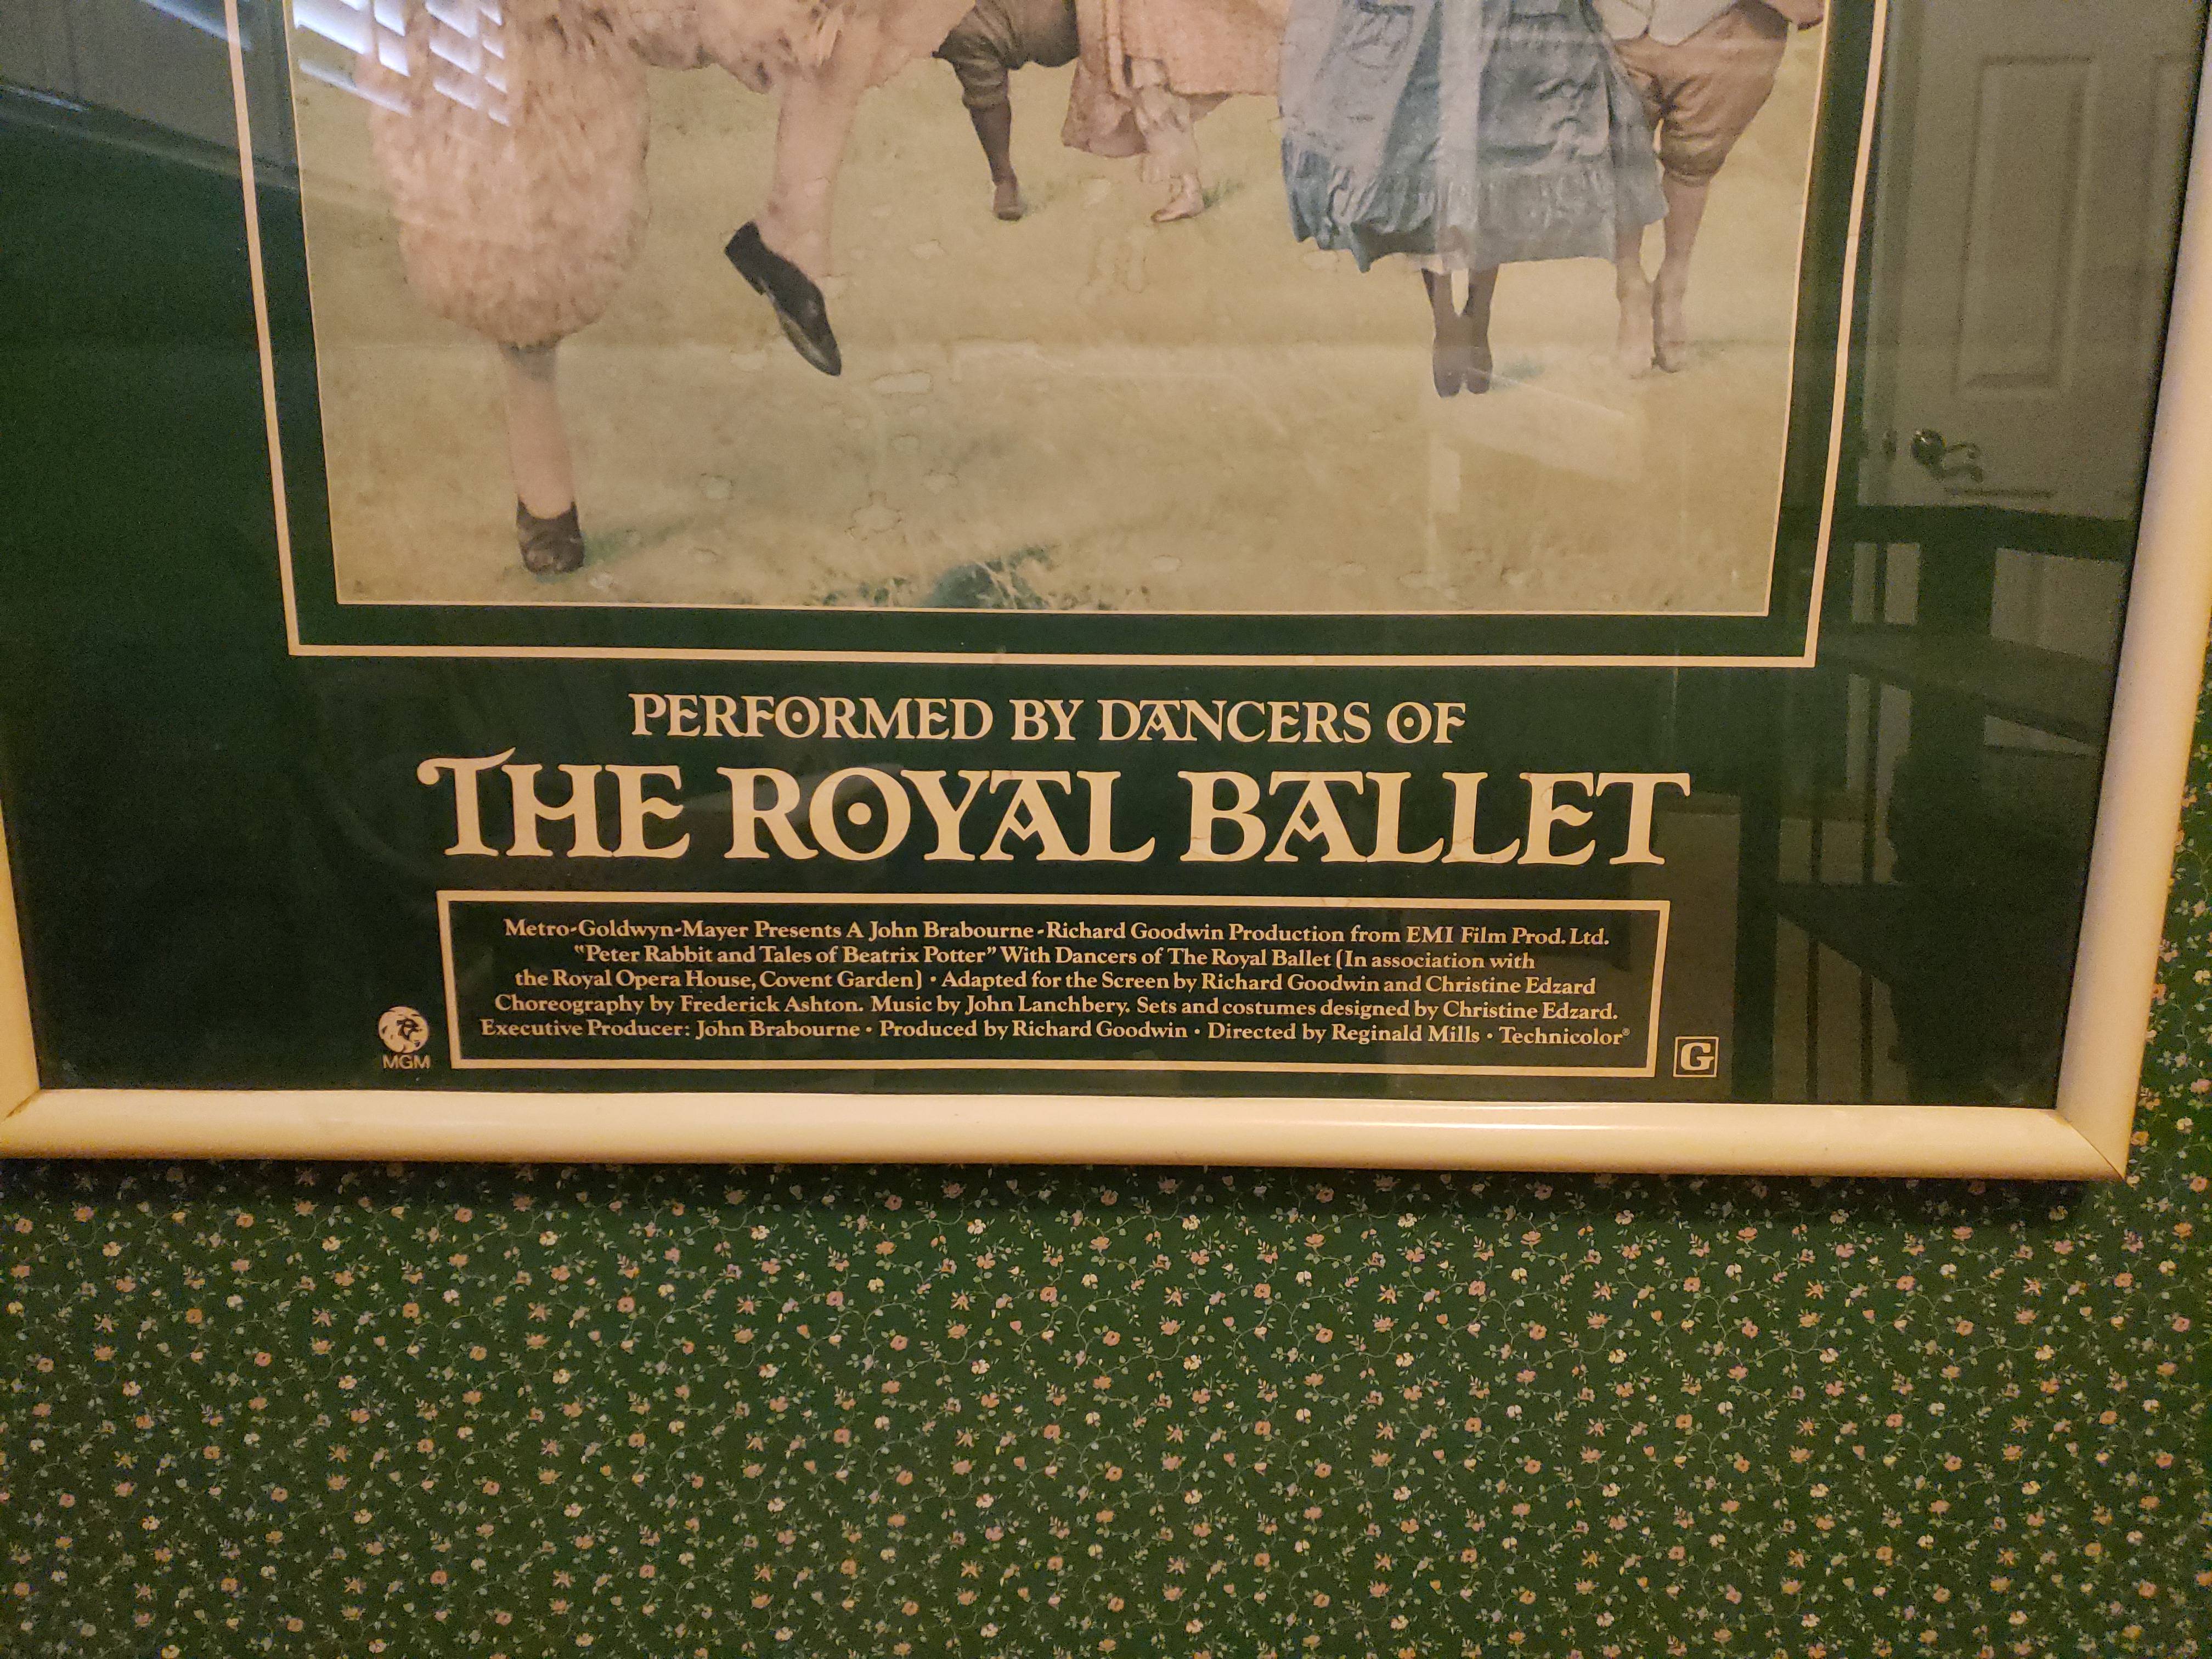 PERFORMED BY DANCERS OF
THE ROYAL BALLET
Metro-Goldwyn-Mayer Presents A John Brabourne-Richard Goodwin Production from EMI Film Prod. Ltd.
"Peter Rabbit and Tales of Beatrix Potter" With Dancers of The Royal Ballet (In association with
the Royal Opera House, Covent Garden) • Adapted for the Screen by Richard Goodwin and Christine Edzard
Choreography by Frederick Ashton. Music by John Lanchbery. Sets and costumes designed by Christine Edzard.
Executive Producer: John Brabourne • Produced by Richard Goodwin • Directed by Reginald Mills • Technicolor®
MGM
G